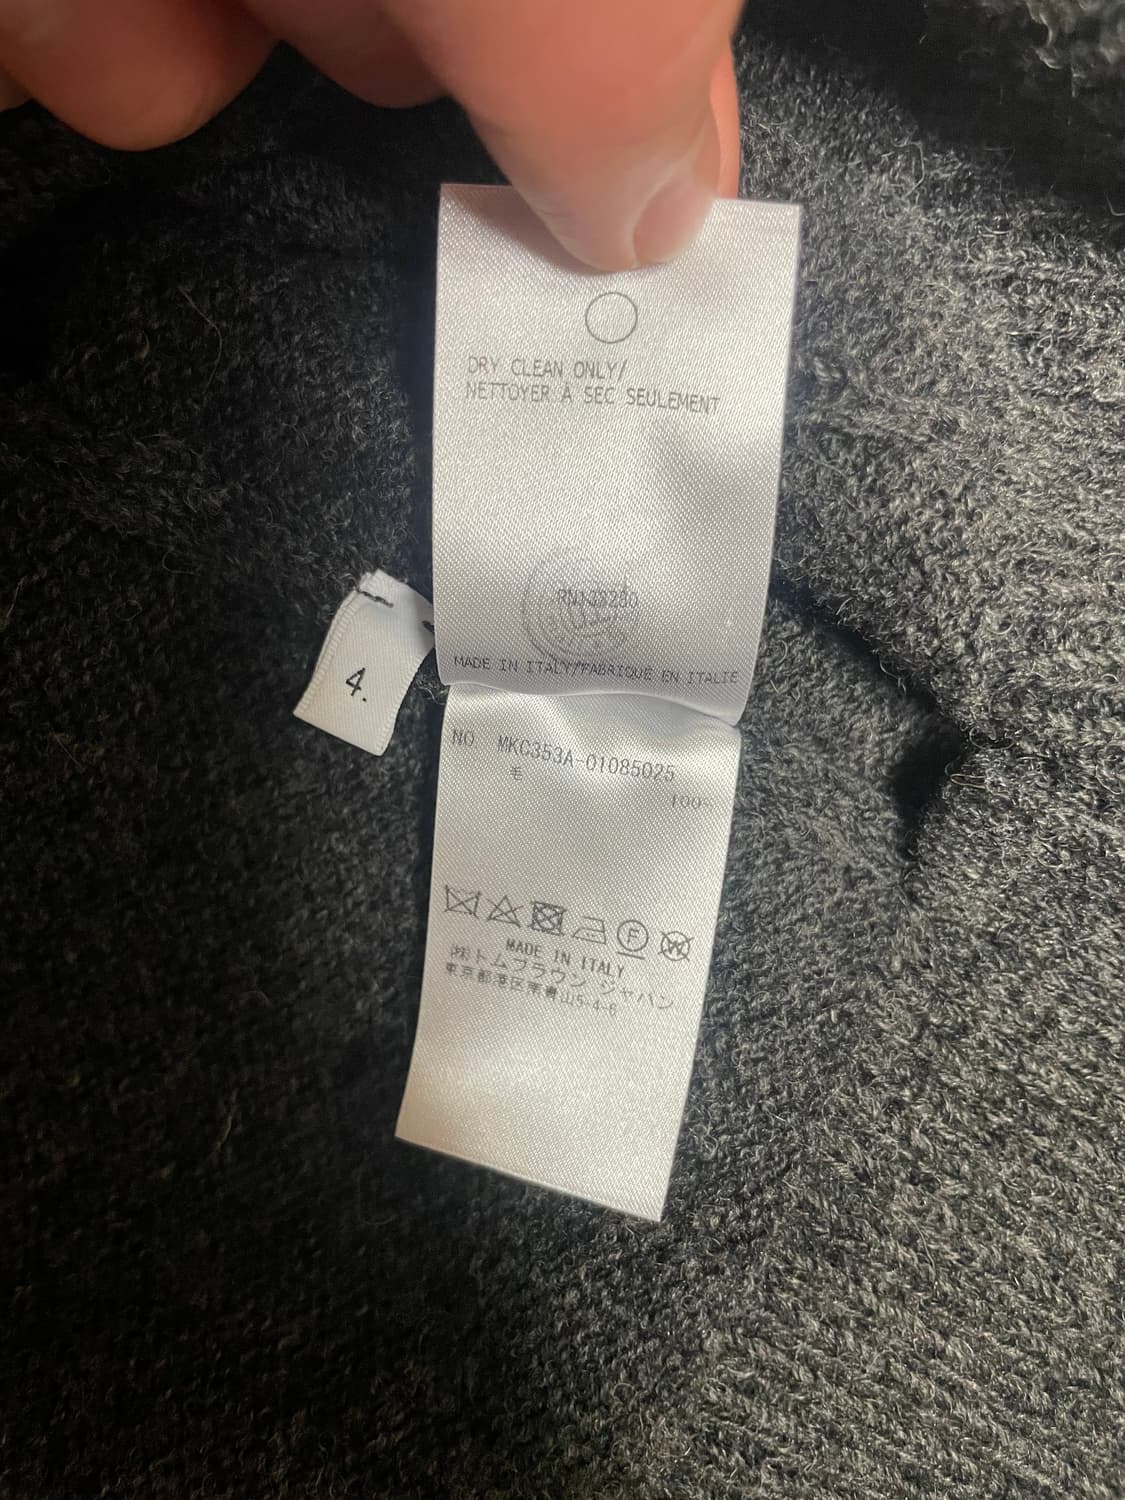 DRY CLEAN ONLY/
NETTOYER À SEC SEULEMENT
RN133280
MADE IN ITALY/FABRIQUE EN ITALIE
4.
NO. MKC353A-01085025
毛
100%
F
W
MADE IN ITALY
㈱トムブラウン ジャパン
東京都港区南青山5-4-6